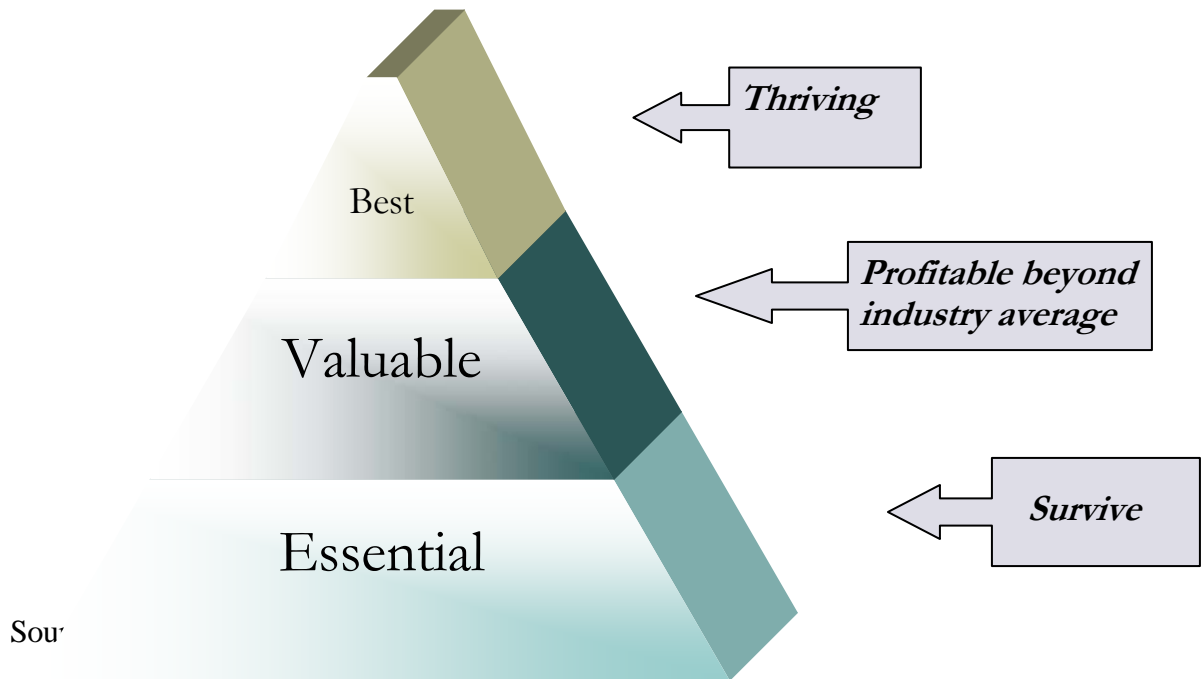 Thriving
Best
Profitable beyond
industry average
Valuable
Survive
Essential